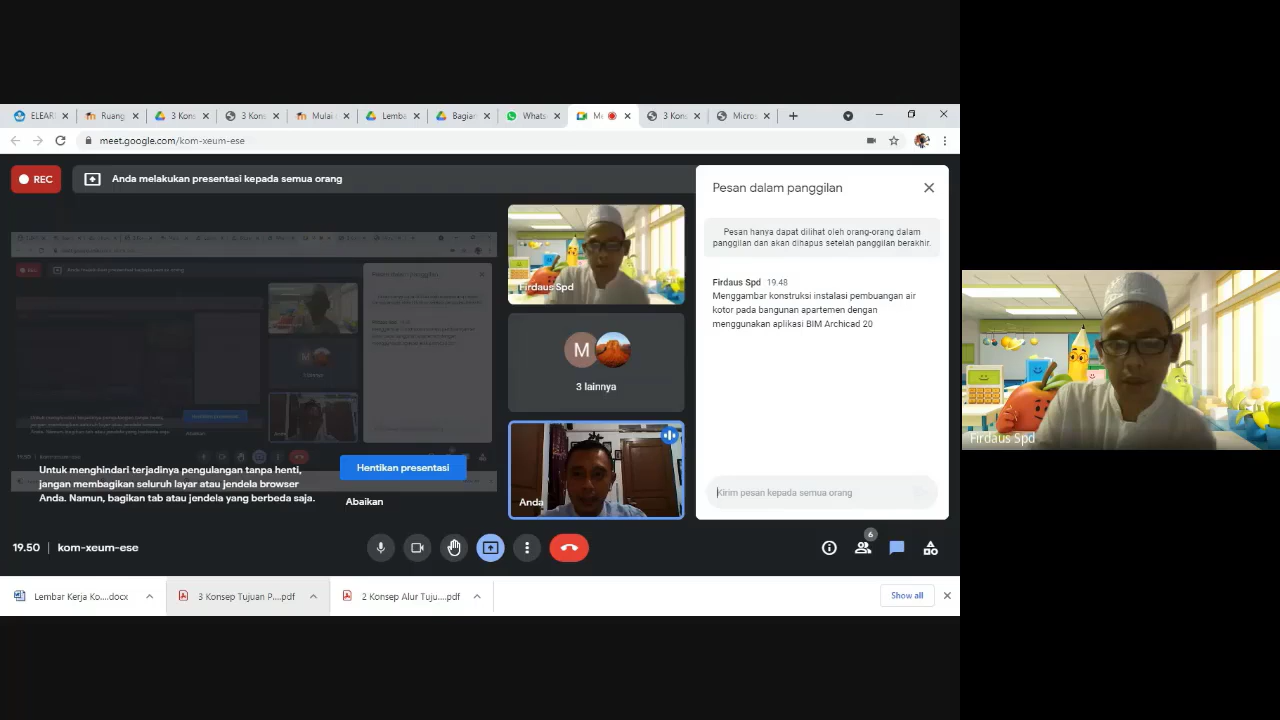 ELEAR
Ruang
3 Kons
3 Kons
Mulai
Lemba
Bagian
Whats
Me
3 Kons
Micros
meet.google.com/kom-xeum-ese
REC
Anda melakukan presentasi kepada semua orang
Pesan dalam panggilan
Pesan hanya dapat dilihat oleh orang-orang dalam
panggilan dan akan dihapus setelah panggilan berakhir.
Firdaus Spd 19.48
Menggambar konstruksi instalasi pembuangan air
kotor pada bangunan apartemen dengan
menggunakan aplikasi BIM Archicad 20
Firdaus Spd
M
3 lainnya
Anda
Untuk menghindari terjadinya pengulangan tanpa henti,
jangan membagikan seluruh layar atau jendela browser
Anda. Namun, bagikan tab atau jendela yang berbeda saja.
Hentikan presentasi
Abaikan
Kirim pesan kepada semua orang
19.50 | kom-xeum-ese
6
Lembar Kerja Ko....docx
3 Konsep Tujuan P....pdf
2 Konsep Alur Tuju....pdf
Show all
Firdaus Spd